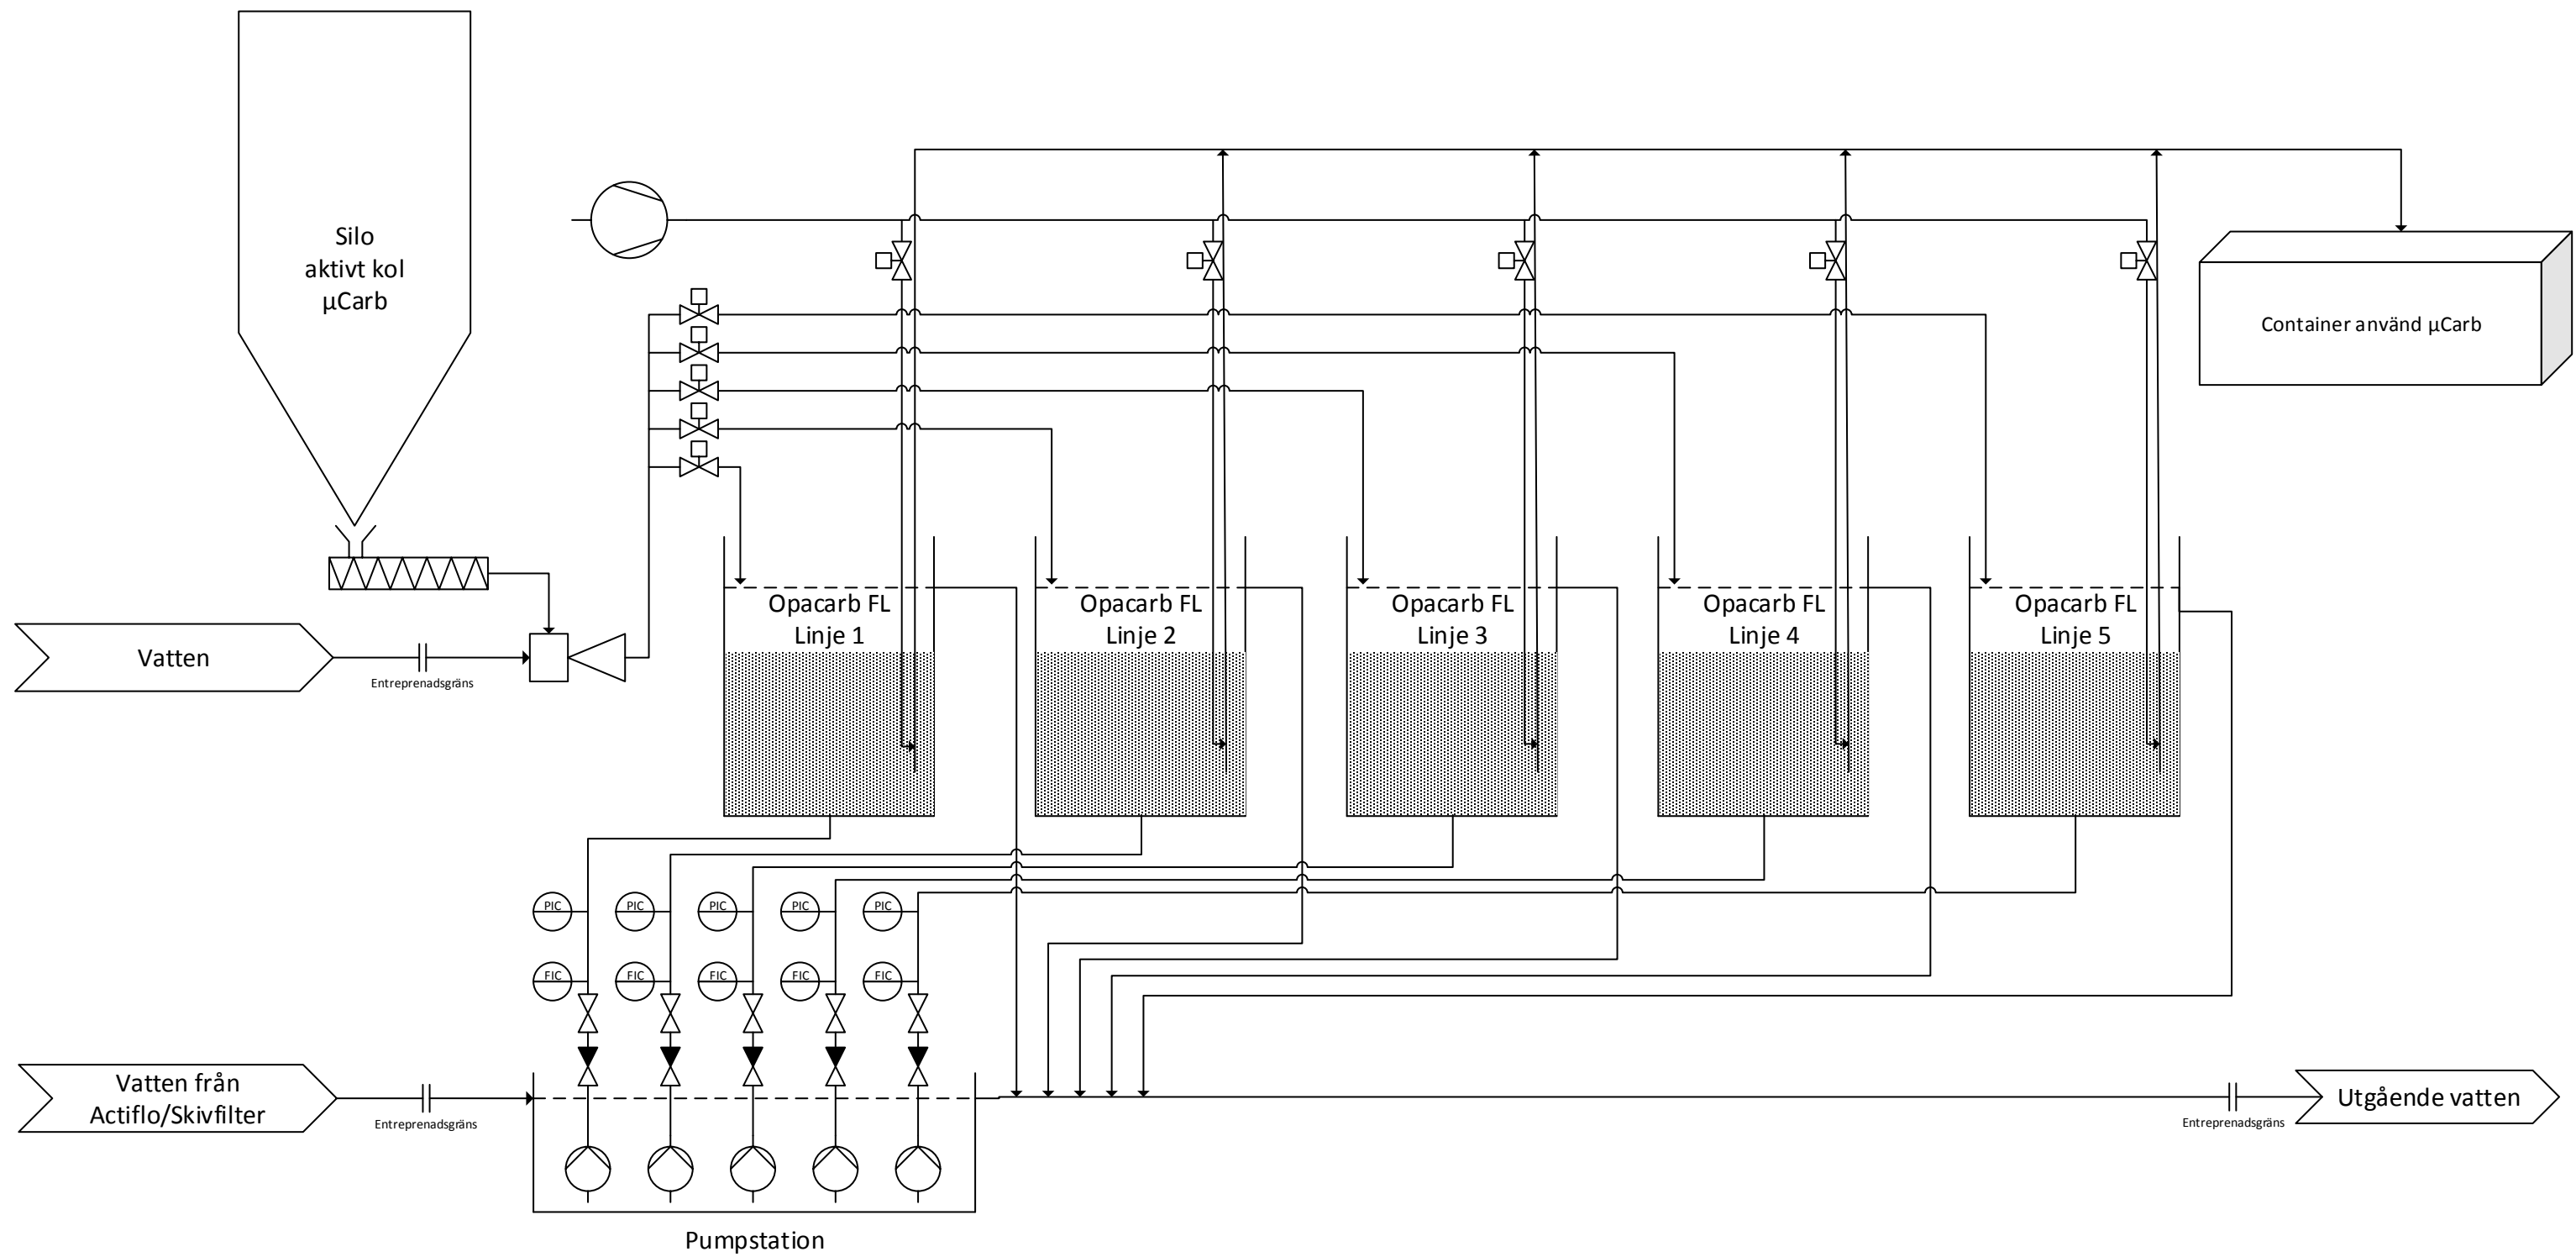 Silo
aktivt kol
µCarb
Container använd µCarb
Opacarb FL
Linje 1
Opacarb FL
Linje 2
Opacarb FL
Linje 3
Opacarb FL
Linje 4
Opacarb FL
Linje 5
Vatten
Entreprenadsgräns
PIC
PIC
PIC
PIC
PIC
FIC
FIC
FIC
FIC
FIC
Vatten från
Actiflo/Skivfilter
Entreprenadsgräns
Entreprenadsgräns
Utgående vatten
Pumpstation